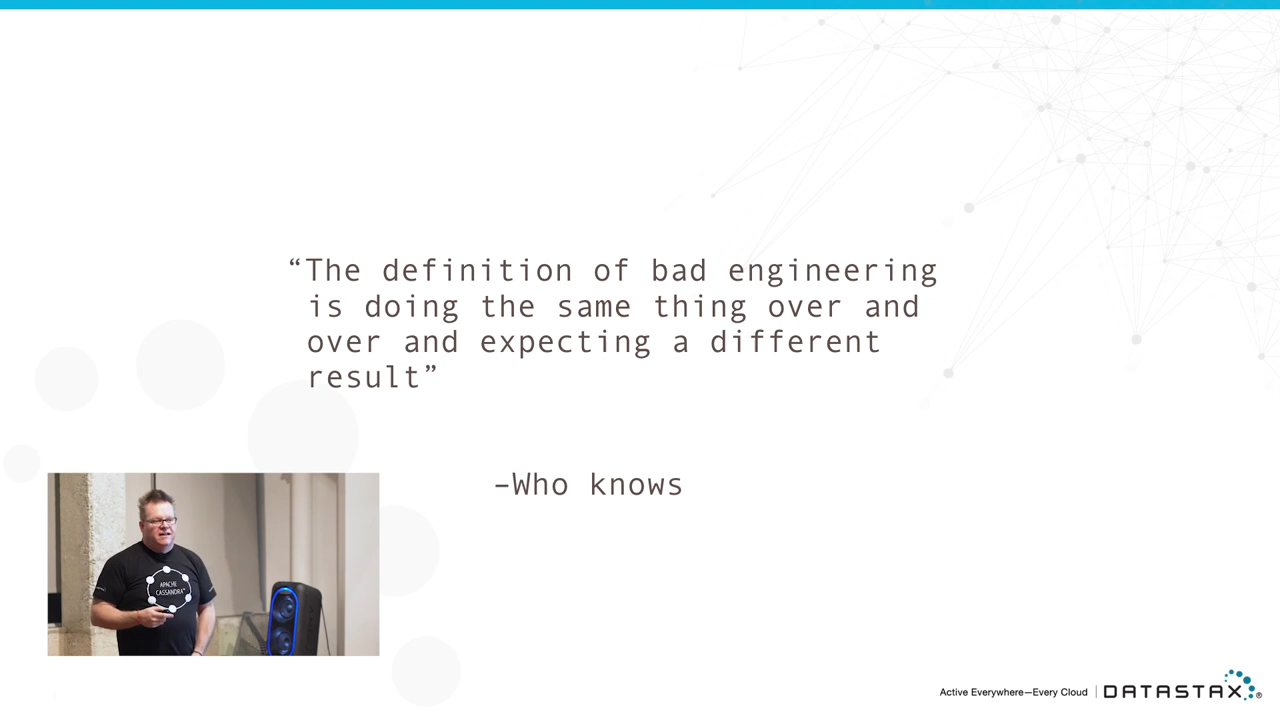 “The definition of bad engineering
is doing the same thing over and
over and expecting a different
result”
–Who knows
APACHE
CASSANDRA™
Active Everywhere—Every Cloud | DATASTAX®